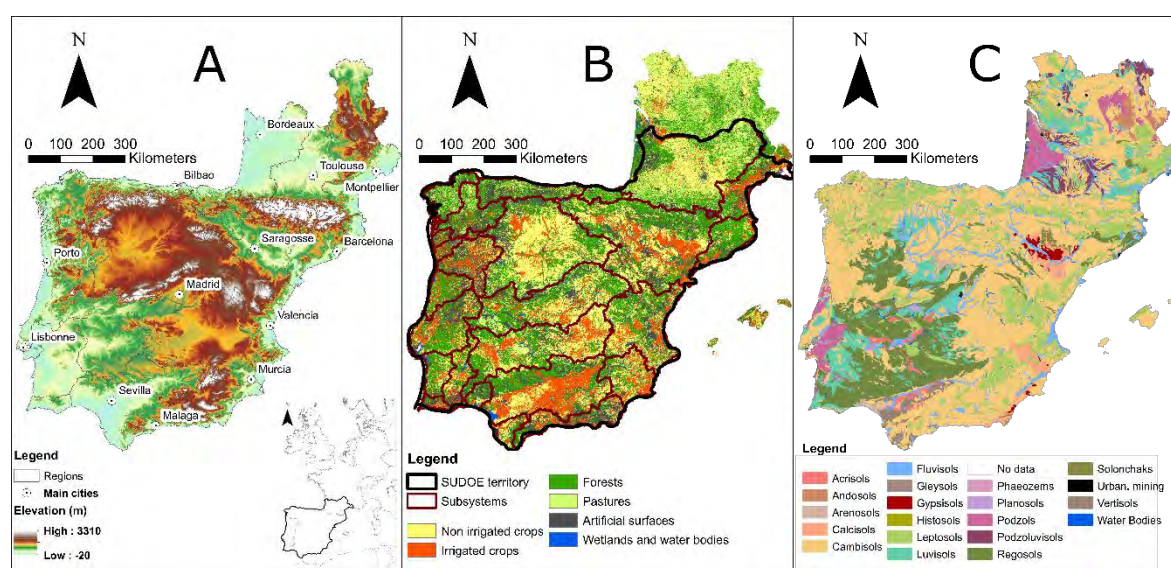 N
A
0 100 200 300
Kilometers
Bordeaux
Toulouse
Bilbao
Montpellier
Saragosse
Barcelona
Porto
Madrid
Valencia
Lisbonne
Murcia
Sevilla
Malaga
Legend
Regions
Main cities
Elevation (m)
High : 3310
Low : -20
N
B
0 100 200 300
Kilometers
Legend
SUDOE territory
Subsystems
Non irrigated crops
Irrigated crops
Forests
Pastures
Artificial surfaces
Wetlands and water bodies
N
C
0 100 200 300
Kilometers
Legend
Acrisols
Andosols
Arenosols
Calcisols
Cambisols
Fluvisols
Gleysols
Gypsisols
Histosols
Leptosols
Luvisols
No data
Phaeozems
Planosols
Podzols
Podzoluvisols
Regosols
Solonchaks
Urban. mining
Vertisols
Water Bodies